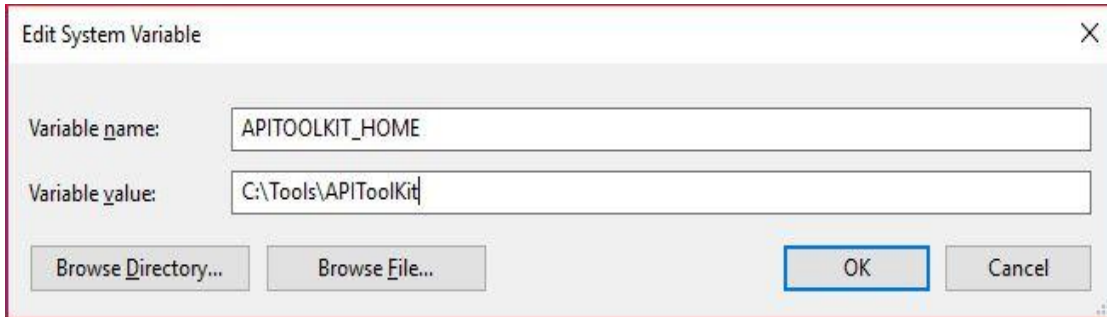 Edit System Variable
Variable name: APITOOLKIT_HOME
Variable value: C:\Tools\APIToolKit
Browse Directory... Browse File... OK Cancel